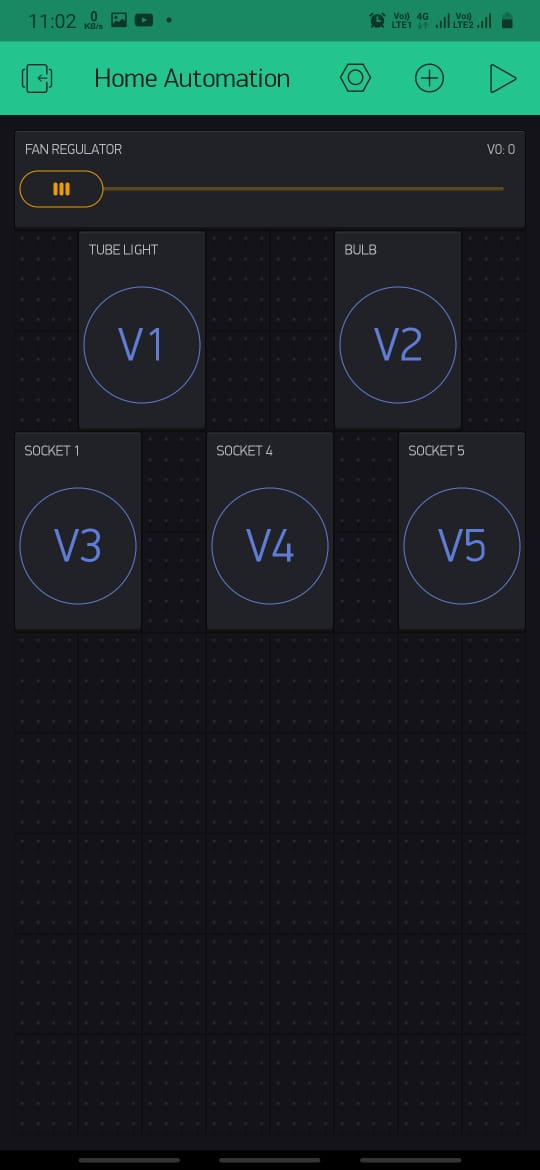 11:02 0 KB/s Vo) LTE1 4G Vo) LTE2
Home Automation
FAN REGULATOR V0: 0
TUBE LIGHT BULB
V1 V2
SOCKET 1 SOCKET 4 SOCKET 5
V3 V4 V5